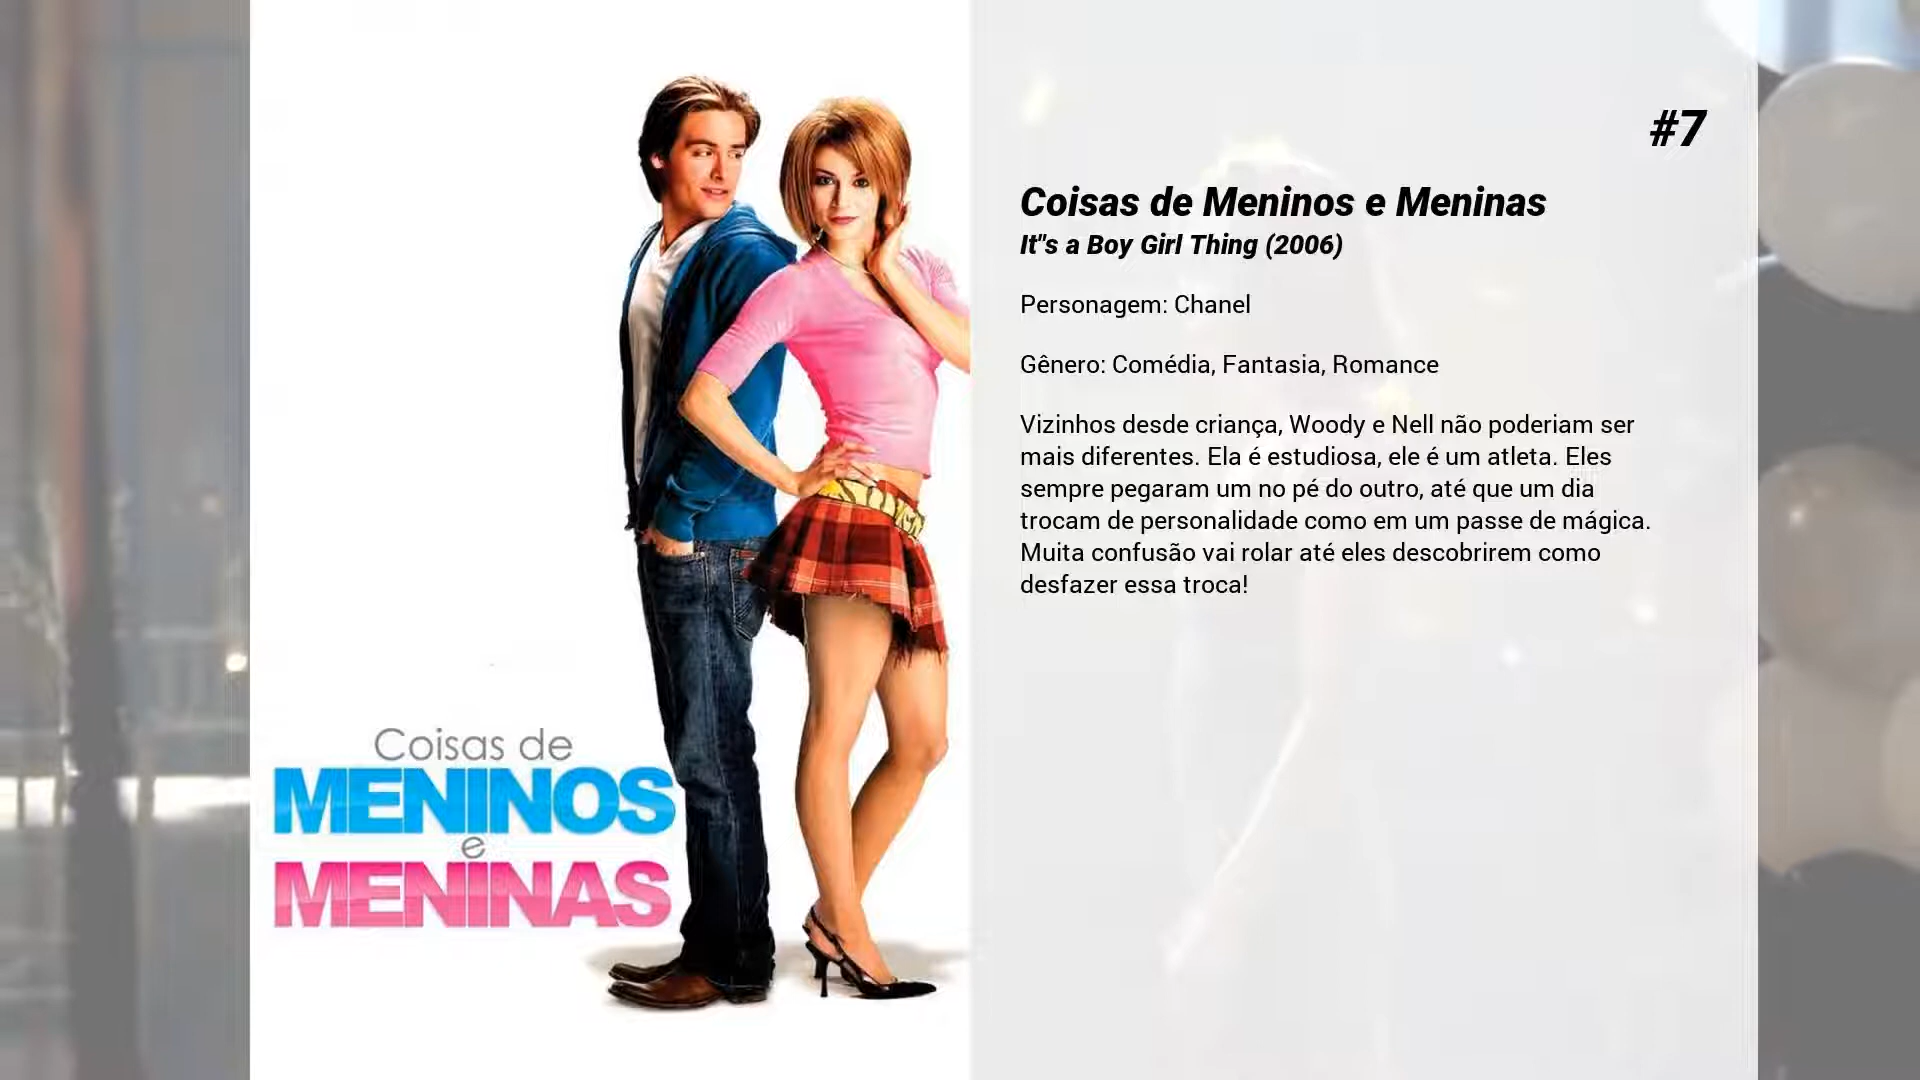 #7
Coisas de Meninos e Meninas
It"s a Boy Girl Thing (2006)
Personagem: Chanel
Gênero: Comédia, Fantasia, Romance
Vizinhos desde criança, Woody e Nell não poderiam ser
mais diferentes. Ela é estudiosa, ele é um atleta. Eles
sempre pegaram um no pé do outro, até que um dia
trocam de personalidade como em um passe de mágica.
Muita confusão vai rolar até eles descobrirem como
desfazer essa troca!
Coisas de
MENINOS
e
MENINAS